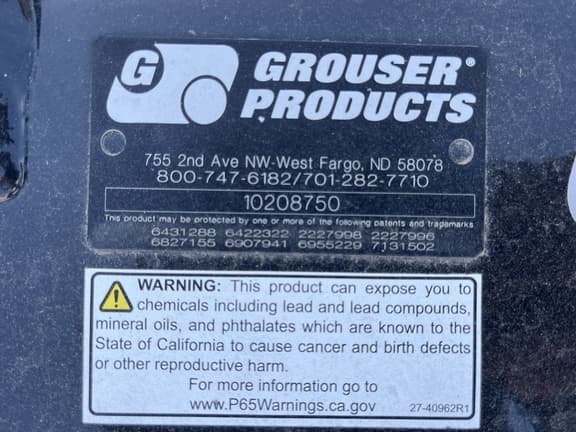 G GROUSER®
PRODUCTS
755 2nd Ave NW-West Fargo, ND 58078
800-747-6182/701-282-7710
10208750
This product may be protected by one or more of the following patents and trademarks
6431288 6422322 2227998 2227996
6827155 6907941 6955229 7131502
WARNING: This product can expose you to
chemicals including lead and lead compounds,
mineral oils, and phthalates which are known to the
State of California to cause cancer and birth defects
or other reproductive harm.
For more information go to
www.P65Warnings.ca.gov
27-40962R1